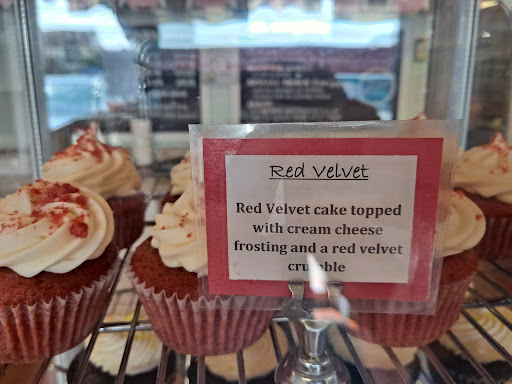 Red Velvet
Red Velvet cake topped
with cream cheese
frosting and a red velvet
crumble